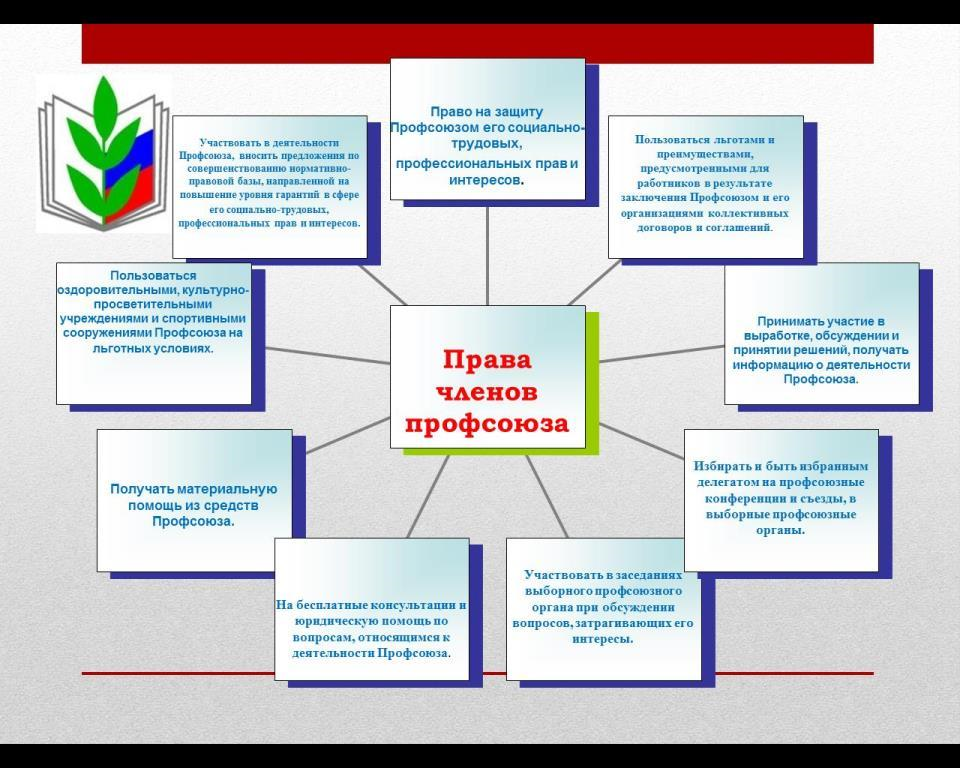 Право на защиту
Профсоюзом его социально-
трудовых,
профессиональных прав и
интересов.
Участвовать в деятельности
Профсоюза, вносить предложения по
совершенствованию нормативно-
правовой базы, направленной на
повышение уровня гарантий в сфере
его социально-трудовых,
профессиональных прав и интересов.
Пользоваться льготами и
преимуществами,
предусмотренными для
работников в результате
заключения Профсоюзом и его
организациями коллективных
договоров и соглашений.
Пользоваться
оздоровительными, культурно-
просветительными
учреждениями и спортивными
сооружениями Профсоюза на
льготных условиях.
Принимать участие в
выработке, обсуждении и
принятии решений, получать
информацию о деятельности
Профсоюза.
Права
членов
профсоюза
Получать материальную
помощь из средств
Профсоюза.
Избирать и быть избранным
делегатом на профсоюзные
конференции и съезды, в
выборные профсоюзные
органы.
На бесплатные консультации и
юридическую помощь по
вопросам, относящимся к
деятельности Профсоюза.
Участвовать в заседаниях
выборного профсоюзного
органа при обсуждении
вопросов, затрагивающих его
интересы.